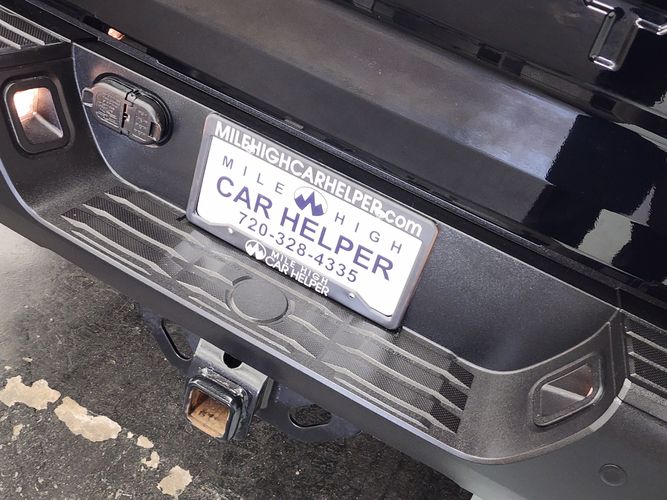 MILEHIGHCARHELPER.com
MILE HIGH
CAR HELPER
720-328-4335
MILE HIGH
CAR HELPER